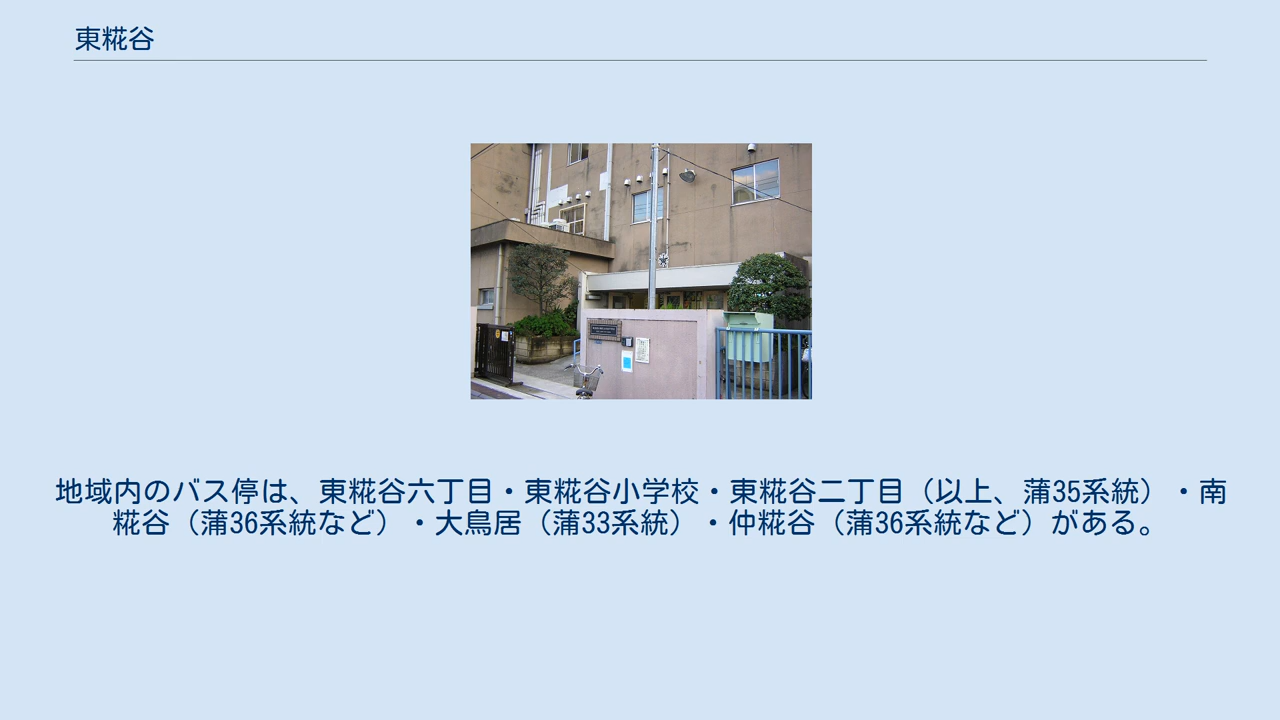 東糀谷
地域内のバス停は、東糀谷六丁目・東糀谷小学校・東糀谷二丁目（以上、蒲35系統）・南
糀谷（蒲36系統など）・大鳥居（蒲33系統）・仲糀谷（蒲36系統など）がある。